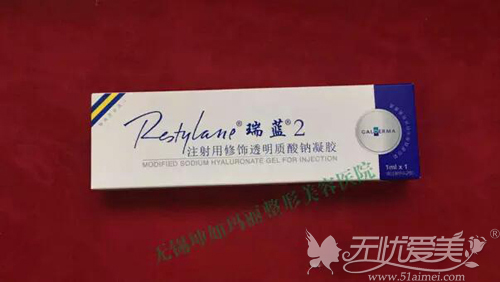 Restylane® 瑞蓝® 2
注射用修饰透明质酸钠凝胶
MODIFIED SODIUM HYALURONATE GEL FOR INJECTION
GALDERMA
1ml x 1
无锡坤如玛丽整形美容医院
无忧爱美
www.51aimei.com